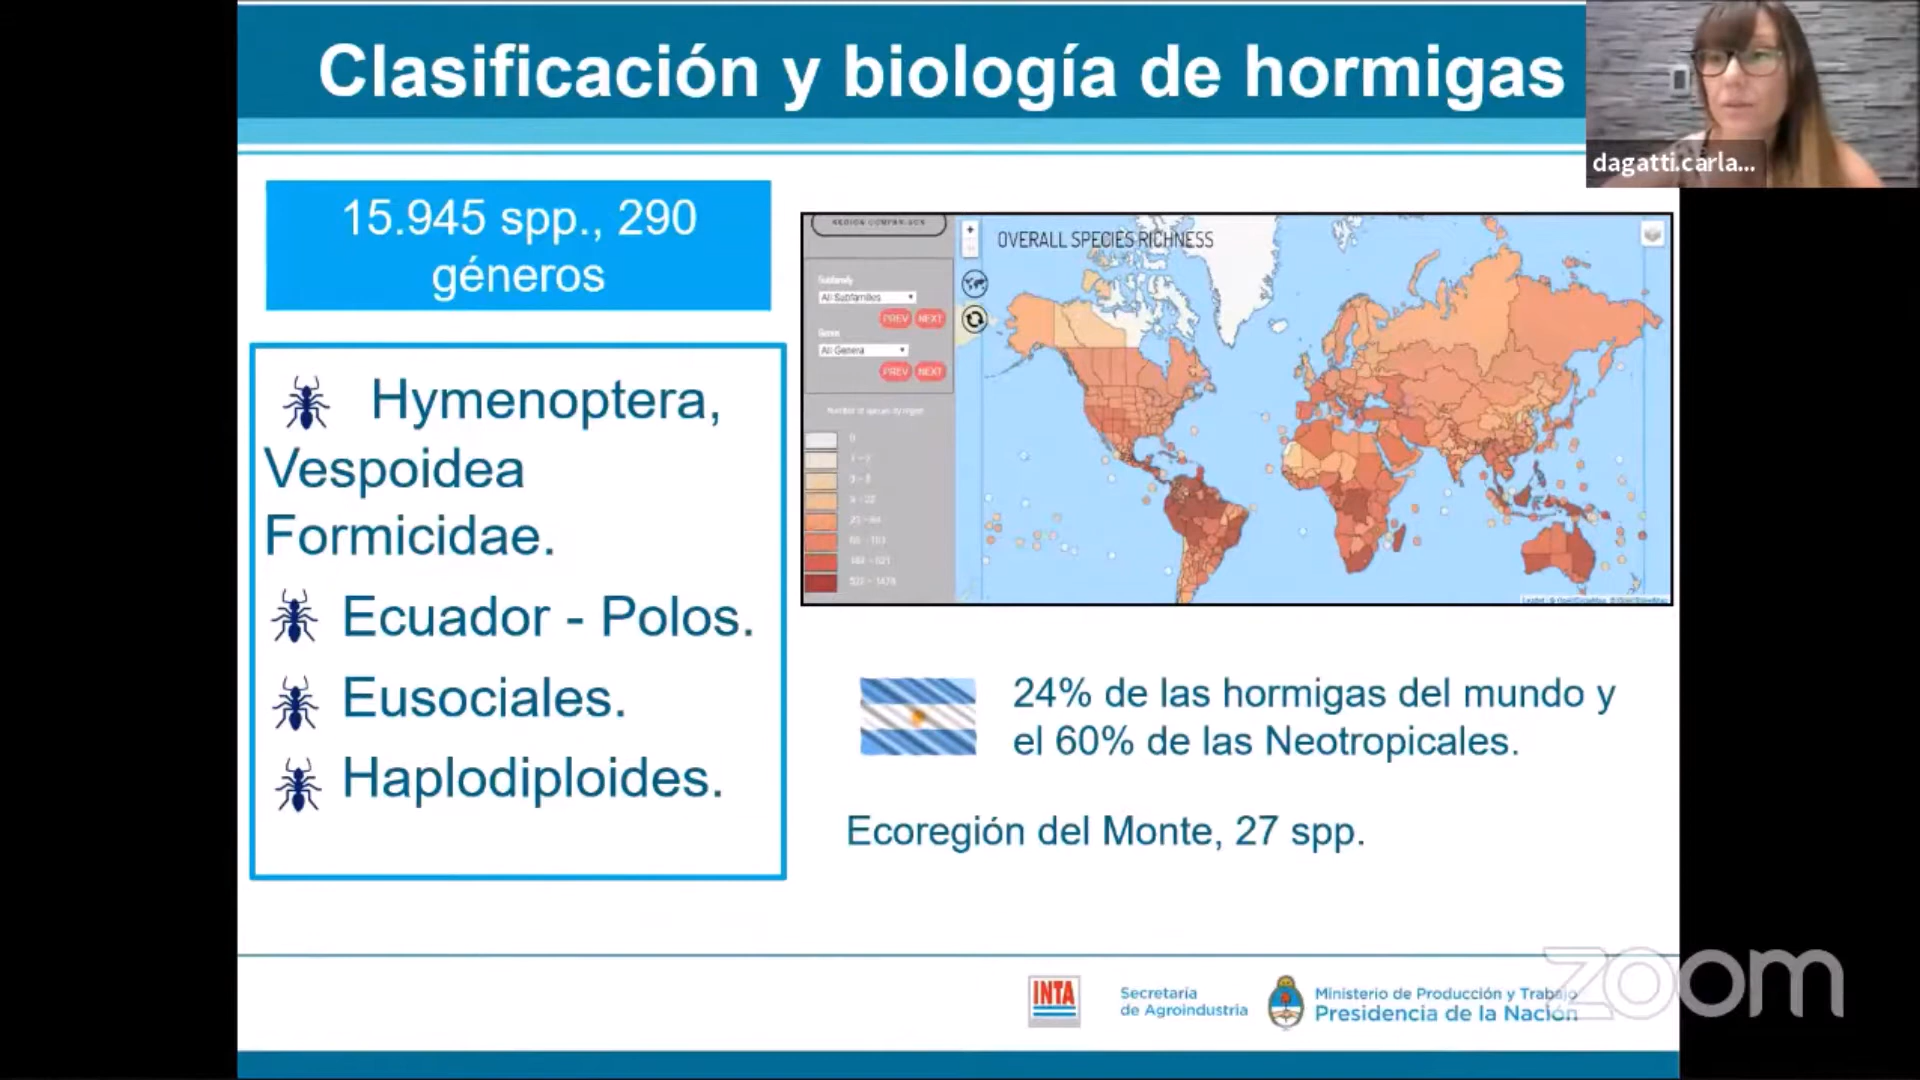 Clasificación y biología de hormigas
dagatti.carla...
15.945 spp., 290
géneros
Hymenoptera,
Vespoidea
Formicidae.
Ecuador - Polos.
Eusociales.
Haplodiploides.
OVERALL SPECIES RICHNESS
Subfamily
All Subfamilies
PREV NEXT
Genus
All Genera
PREV NEXT
Number of species by region
0
24% de las hormigas del mundo y
el 60% de las Neotropicales.
Ecoregión del Monte, 27 spp.
INTA
Secretaría
de Agroindustria
Ministerio de Producción y Trabajo
Presidencia de la Nación
zoom